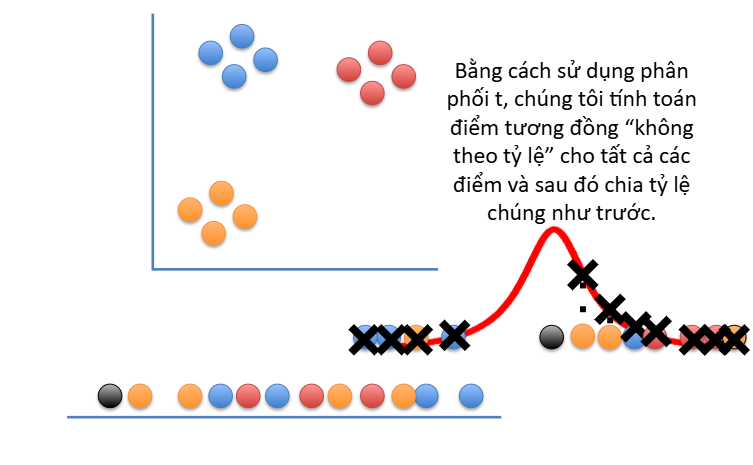 Bằng cách sử dụng phân
phối t, chúng tôi tính toán
điểm tương đồng “không
theo tỷ lệ” cho tất cả các
điểm và sau đó chia tỷ lệ
chúng như trước.